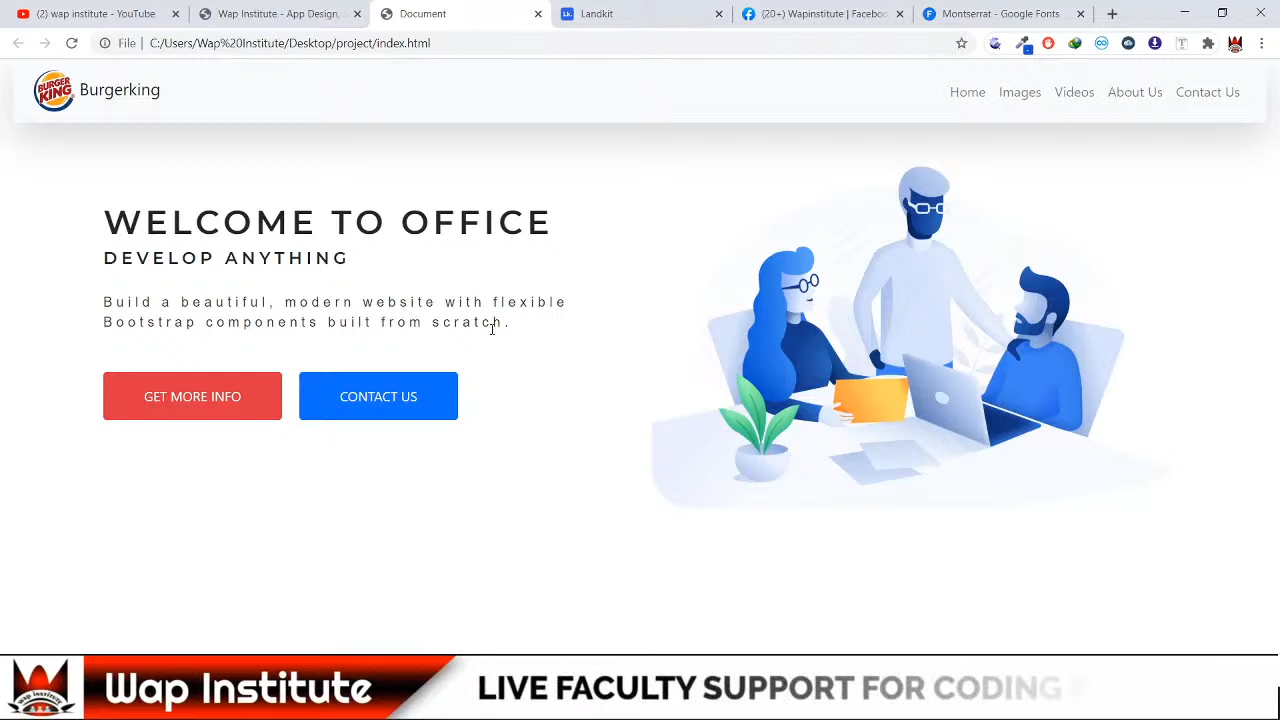 (2) wap institute - YouTube
Wap Institute - App Design,
Document
Landkit
(20+) Wapinstitute | Faceboo
Montserrat - Google Fonts
File | C:/Users/Wap%20Institute/Desktop/project/index.html
BURGER KING
Burgerking
Home
Images
Videos
About Us
Contact Us
WELCOME TO OFFICE
DEVELOP ANYTHING
Build a beautiful, modern website with flexible
Bootstrap components built from scratch.
GET MORE INFO
CONTACT US
WAP INSTITUTE
Wap Institute
LIVE FACULTY SUPPORT FOR CODING